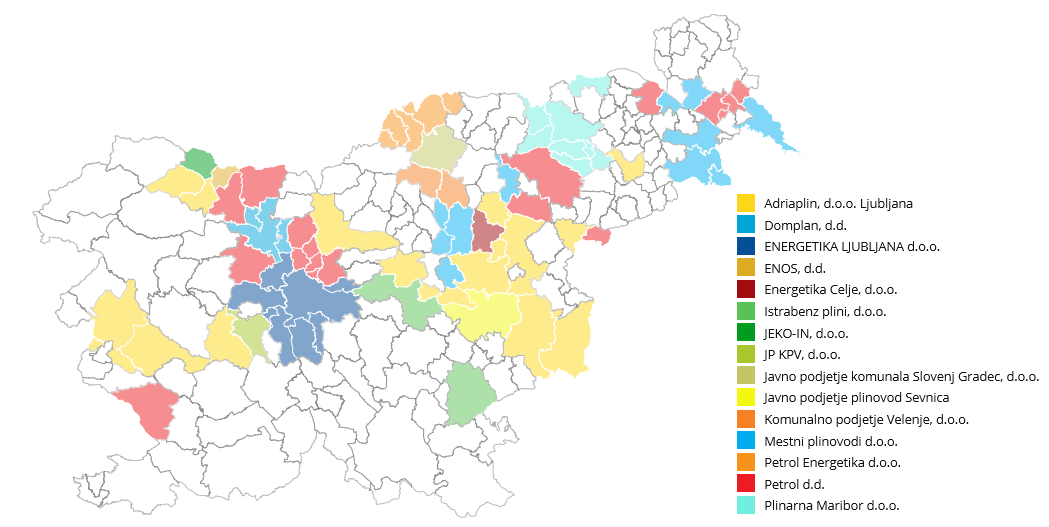 Adriaplin, d.o.o. Ljubljana
Domplan, d.d.
ENERGETIKA LJUBLJANA d.o.o.
ENOS, d.d.
Energetika Celje, d.o.o.
Istrabenz plini, d.o.o.
JEKO-IN, d.o.o.
JP KPV, d.o.o.
Javno podjetje komunala Slovenj Gradec, d.o.o.
Javno podjetje plinovod Sevnica
Komunalno podjetje Velenje, d.o.o.
Mestni plinovodi d.o.o.
Petrol Energetika d.o.o.
Petrol d.d.
Plinarna Maribor d.o.o.